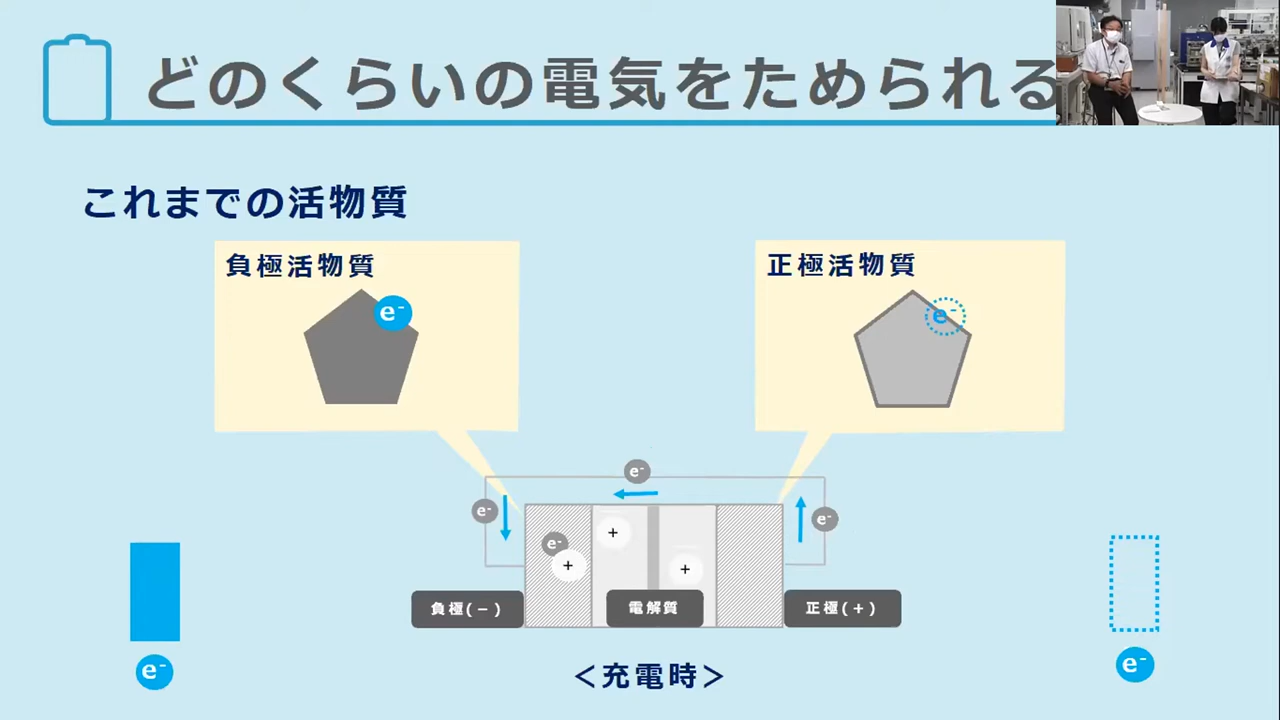 どのくらいの電気をためられる
これまでの活物質
負極活物質
e⁻
正極活物質
e⁻
e⁻
e⁻
e⁻
e⁻
+
+
+
負極(−)
電解質
正極(+)
e⁻
e⁻
＜充電時＞